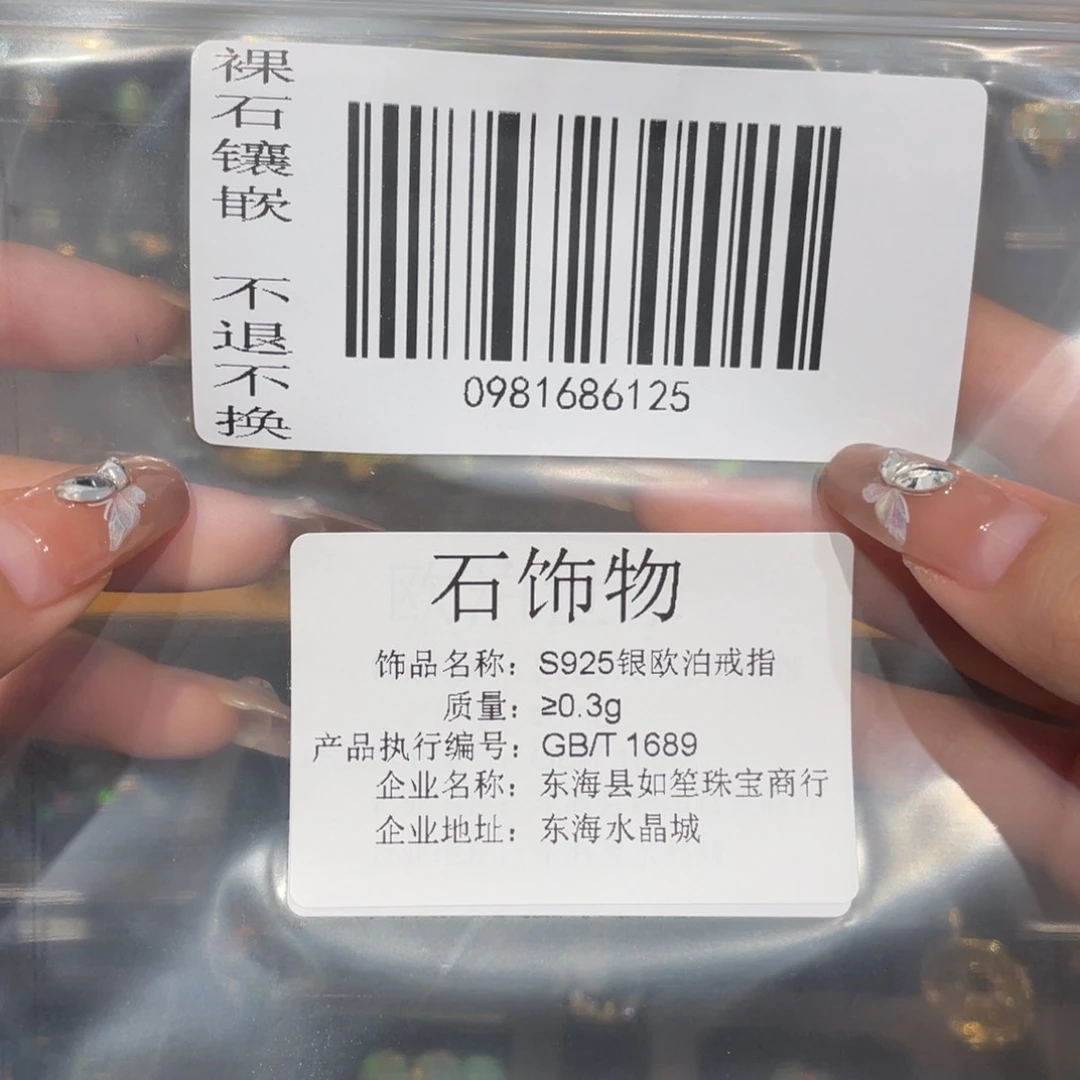 裸石镶嵌 不退不换
0981686125
石饰物
饰品名称：S925银欧泊戒指
质量：≥0.3g
产品执行编号：GB/T 1689
企业名称：东海县如笙珠宝商行
企业地址：东海水晶城